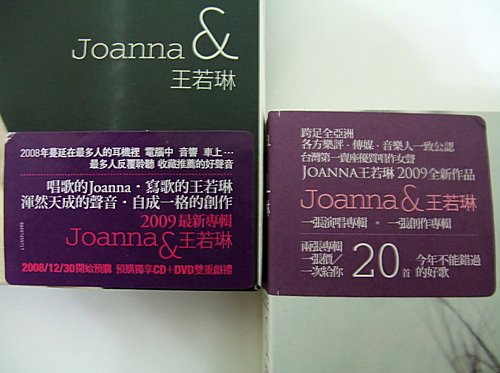 Joanna &
王若琳
2008年蔓延在最多人的耳機裡 電腦中 音響 車上…
最多人反覆聆聽 收藏推薦的好聲音
唱歌的Joanna・寫歌的王若琳
渾然天成的聲音・自成一格的創作
2009最新專輯
Joanna & 王若琳
2008/12/30開始預購 預購獨享CD+DVD雙重獻禮
跨足全亞洲
各方樂評・傳媒・音樂人一致公認
台灣第一賣座優質唱作女聲
JOANNA王若琳 2009全新作品
Joanna & 王若琳
一張演唱專輯。一張創作專輯
兩張專輯
一張價/
一次給你
20首
今年不能錯過
的好歌